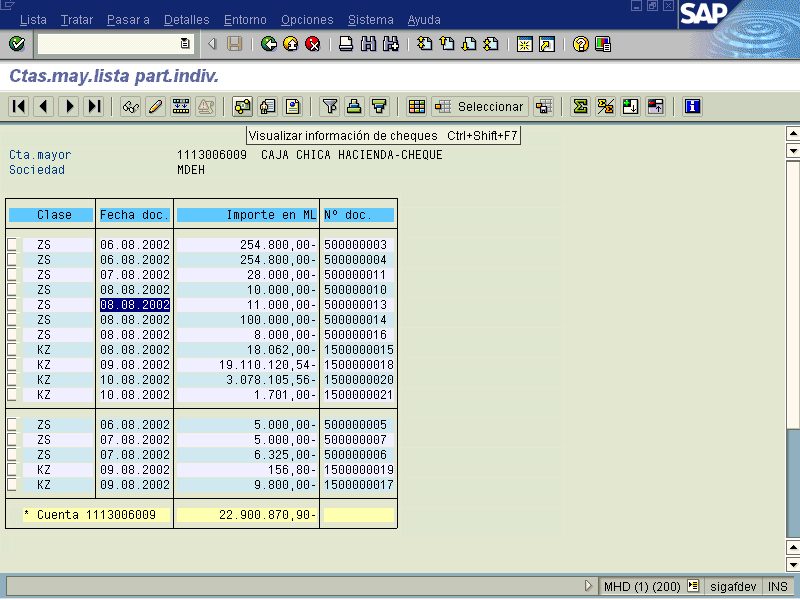 Lista Tratar Pasar a Detalles Entorno Opciones Sistema Ayuda
SAP
Ctas.may.lista part.indiv.
Seleccionar
Visualizar información de cheques Ctrl+Shift+F7
Cta.mayor 1113006009 CAJA CHICA HACIENDA-CHEQUE
Sociedad MDEH
Clase Fecha doc. Importe en ML Nº doc.
ZS 06.08.2002 254.800,00- 500000003
ZS 06.08.2002 254.800,00- 500000004
ZS 07.08.2002 28.000,00- 500000011
ZS 08.08.2002 10.000,00- 500000010
ZS 08.08.2002 11.000,00- 500000013
ZS 08.08.2002 100.000,00- 500000014
ZS 08.08.2002 8.000,00- 500000016
KZ 08.08.2002 18.062,00- 1500000015
KZ 09.08.2002 19.110.120,54- 1500000018
KZ 10.08.2002 3.078.105,56- 1500000020
KZ 10.08.2002 1.701,00- 1500000021
ZS 06.08.2002 5.000,00- 500000005
ZS 07.08.2002 5.000,00- 500000007
ZS 07.08.2002 6.325,00- 500000006
KZ 09.08.2002 156,80- 1500000019
KZ 09.08.2002 9.800,00- 1500000017
* Cuenta 1113006009 22.900.870,90-
MHD (1) (200) sigafdev INS